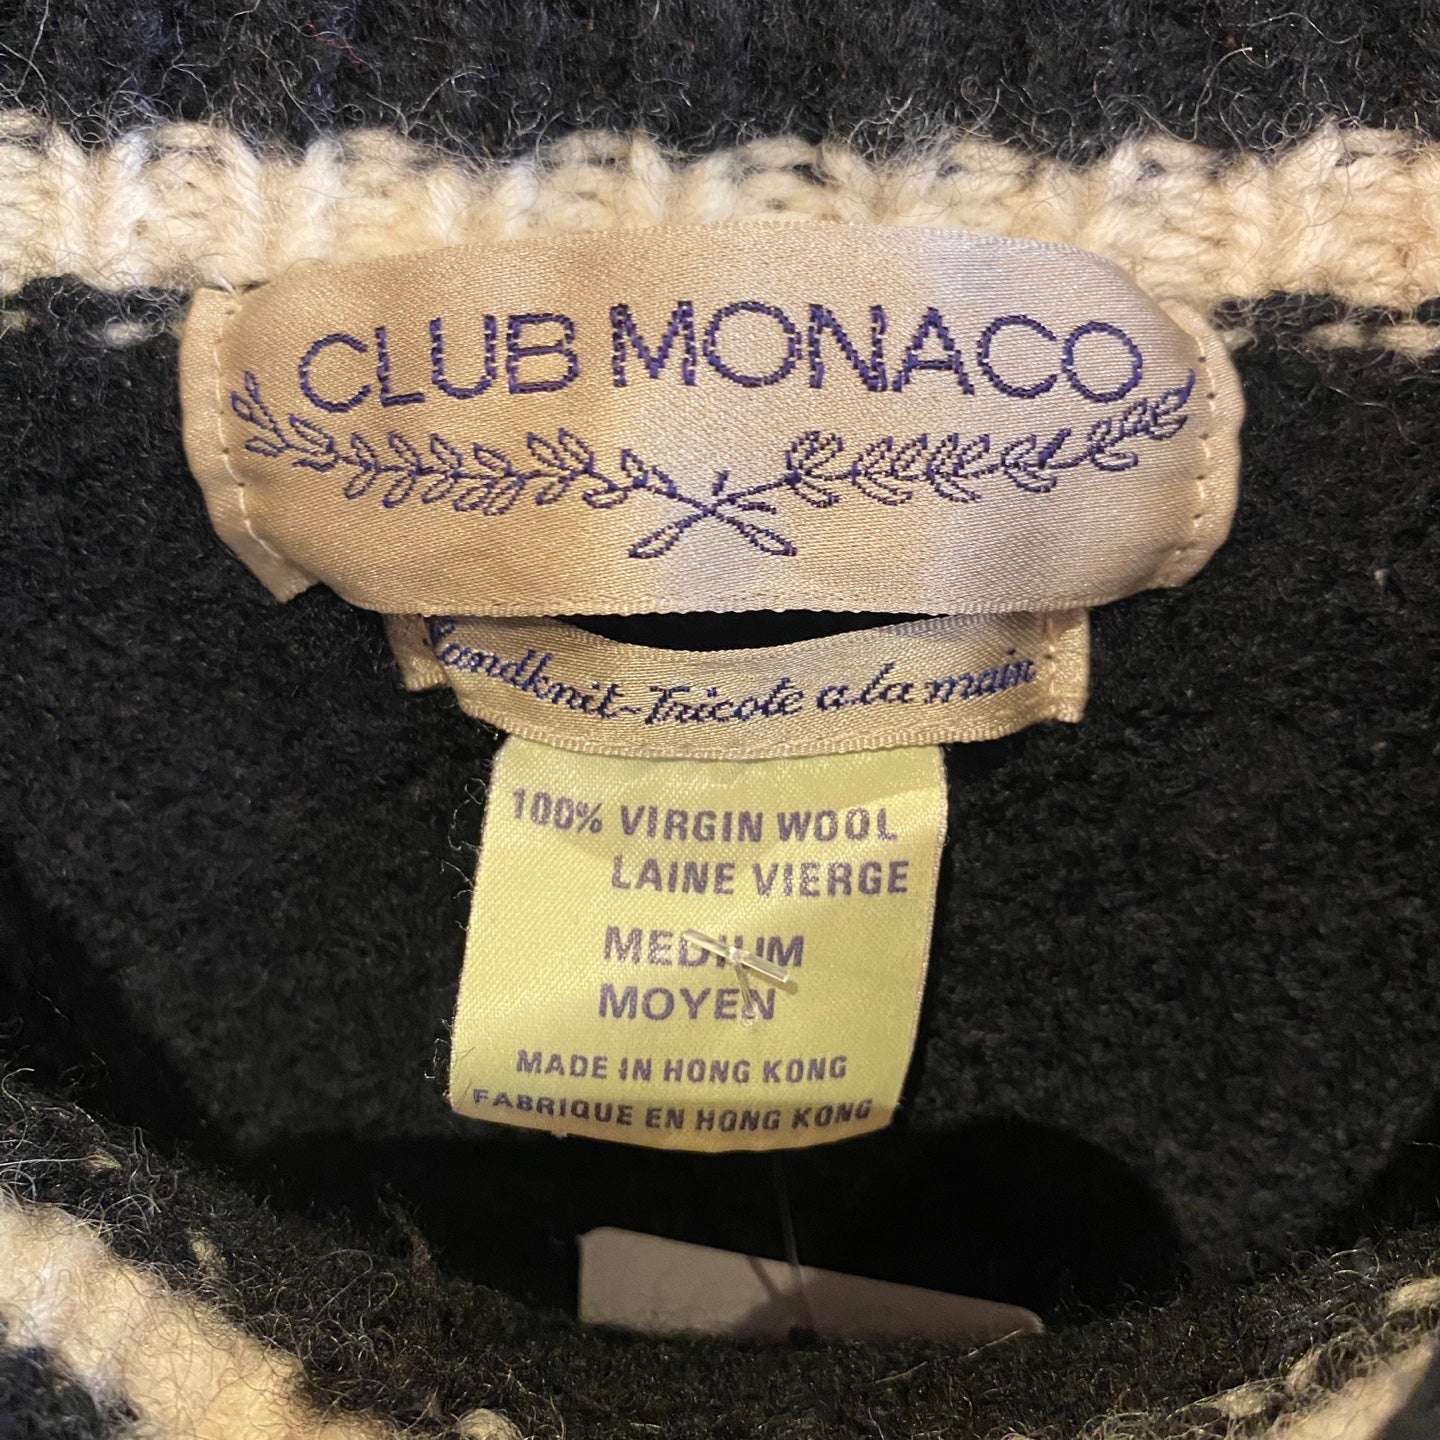 CLUB MONACO
Handknit-Tricote a la main
100% VIRGIN WOOL
LAINE VIERGE
MEDIUM
MOYEN
MADE IN HONG KONG
FABRIQUE EN HONG KONG